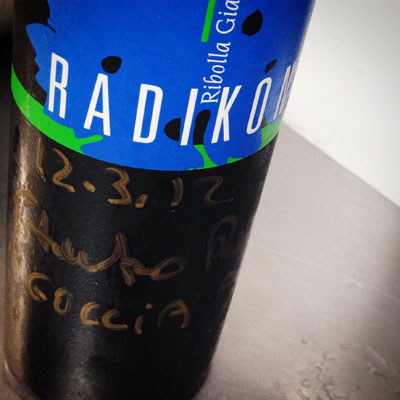 Ribolla Gia
RADIKON
12.3.12
GOCCIA